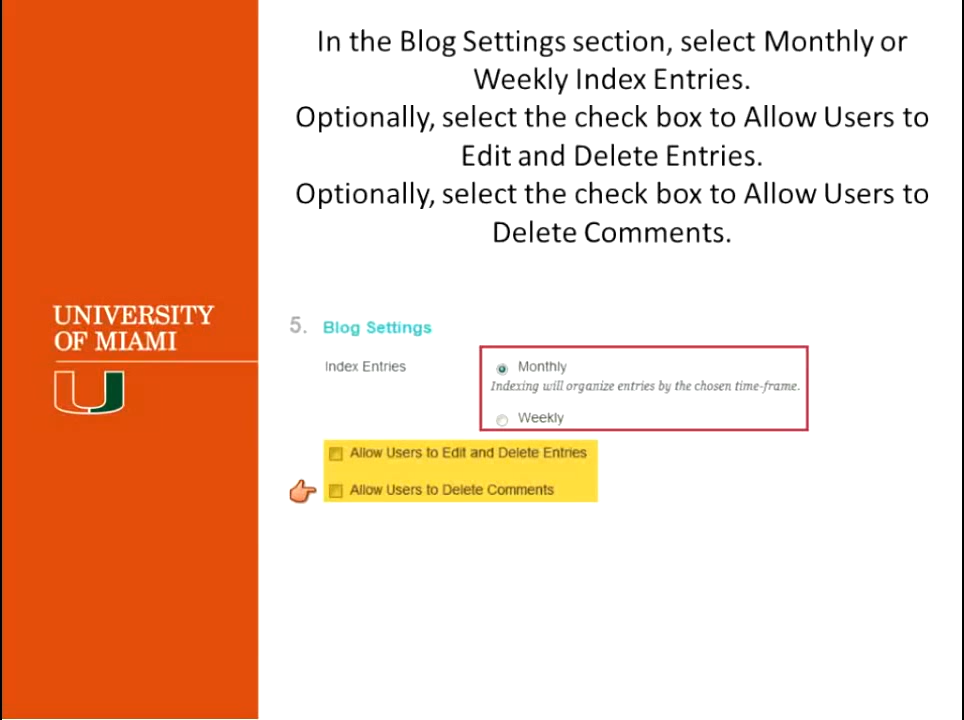 In the Blog Settings section, select Monthly or
Weekly Index Entries.
Optionally, select the check box to Allow Users to
Edit and Delete Entries.
Optionally, select the check box to Allow Users to
Delete Comments.
UNIVERSITY
OF MIAMI
5. Blog Settings
Index Entries
Monthly
Indexing will organize entries by the chosen time-frame.
Weekly
Allow Users to Edit and Delete Entries
Allow Users to Delete Comments